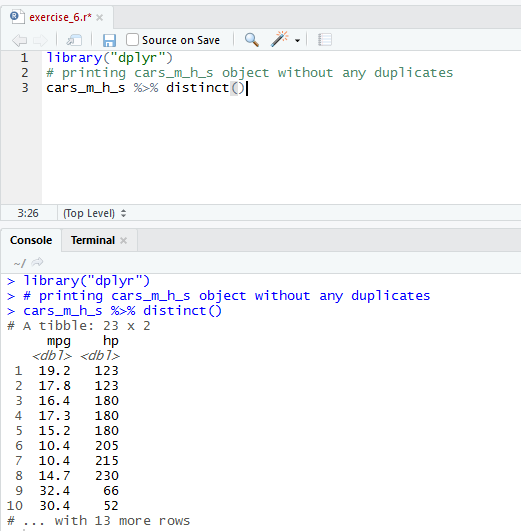 exercise_6.r* ×
Source on Save
1 library("dplyr")
2 # printing cars_m_h_s object without any duplicates
3 cars_m_h_s %>% distinct()
3:26 (Top Level)
Console Terminal ×
~/
> library("dplyr")
> # printing cars_m_h_s object without any duplicates
> cars_m_h_s %>% distinct()
# A tibble: 23 x 2
mpg hp
<dbl> <dbl>
1 19.2 123
2 17.8 123
3 16.4 180
4 17.3 180
5 15.2 180
6 10.4 205
7 10.4 215
8 14.7 230
9 32.4 66
10 30.4 52
# ... with 13 more rows